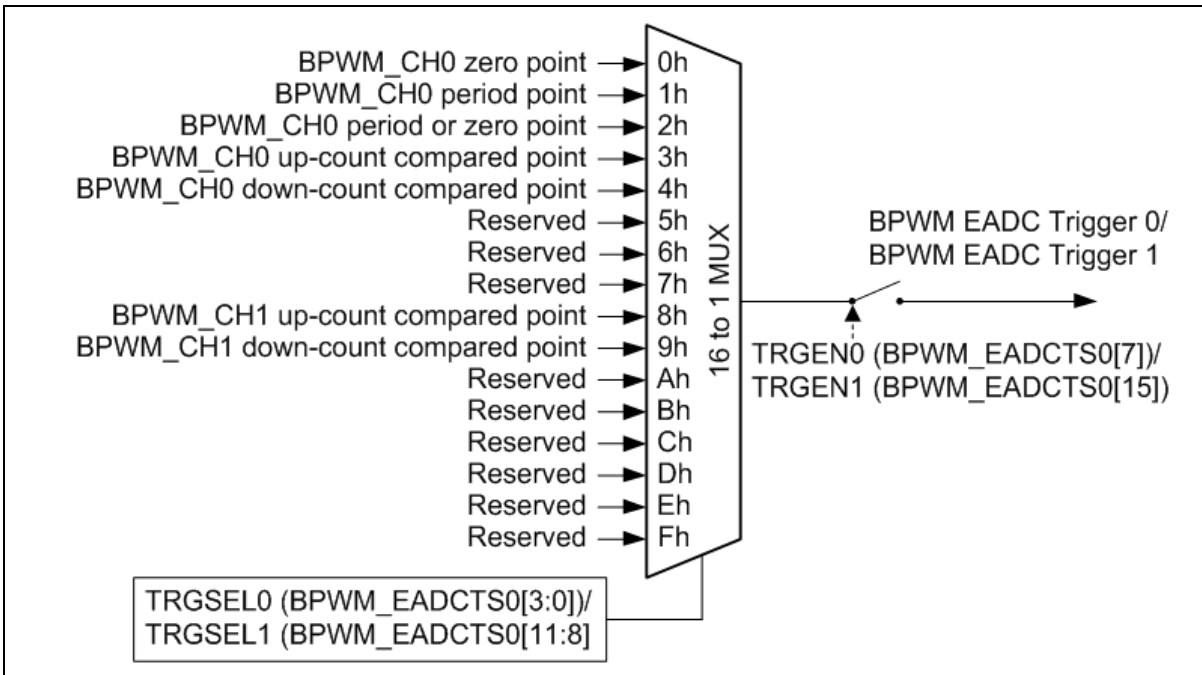 BPWM_CH0 zero point 0h
BPWM_CH0 period point 1h
BPWM_CH0 period or zero point 2h
BPWM_CH0 up-count compared point 3h
BPWM_CH0 down-count compared point 4h
Reserved 5h
Reserved 6h
Reserved 7h
BPWM_CH1 up-count compared point 8h
BPWM_CH1 down-count compared point 9h
Reserved Ah
Reserved Bh
Reserved Ch
Reserved Dh
Reserved Eh
Reserved Fh
16 to 1 MUX
BPWM EADC Trigger 0/
BPWM EADC Trigger 1
TRGEN0 (BPWM_EADCTS0[7])/
TRGEN1 (BPWM_EADCTS0[15])
TRGSEL0 (BPWM_EADCTS0[3:0])/
TRGSEL1 (BPWM_EADCTS0[11:8]